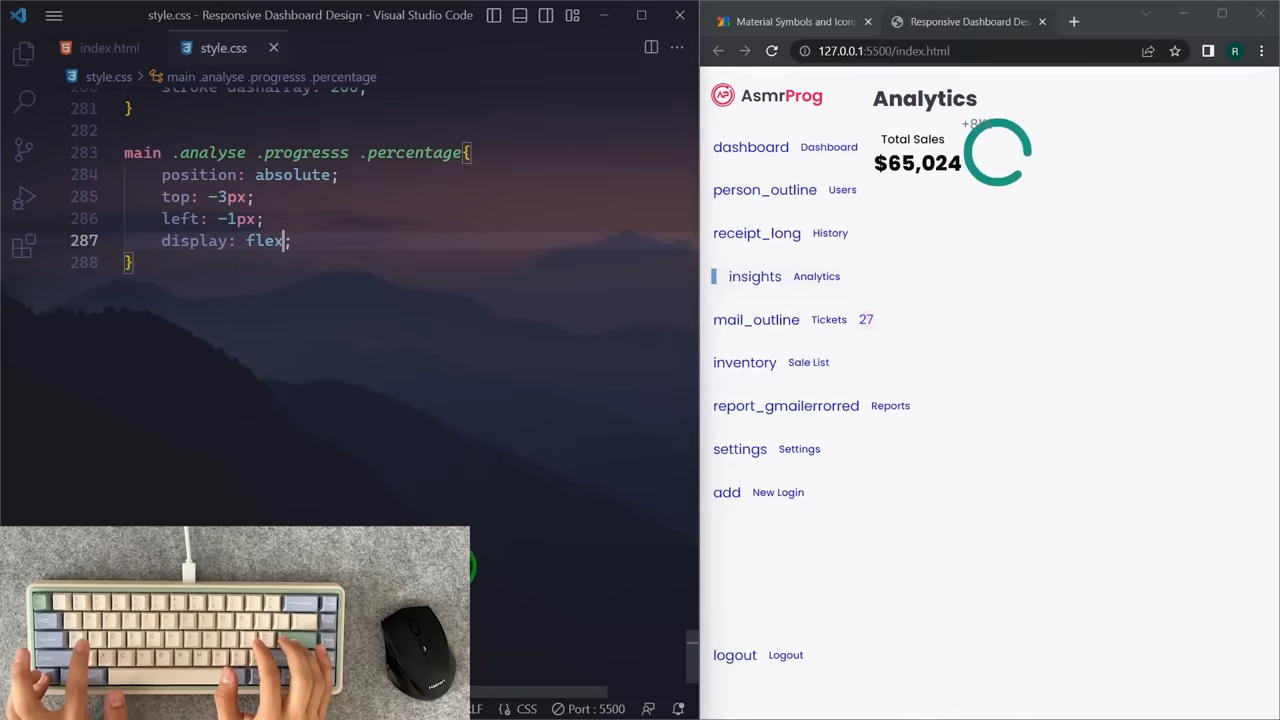 style.css - Responsive Dashboard Design - Visual Studio Code
index.html
style.css
style.css > main .analyse .progresss .percentage
281 }
282
283 main .analyse .progresss .percentage{
284 position: absolute;
285 top: -3px;
286 left: -1px;
287 display: flex;
288 }
CSS
Port : 5500
Material Symbols and Icon
Responsive Dashboard Des
127.0.0.1:5500/index.html
R
AsmrProg
Analytics
dashboard Dashboard
Total Sales
$65,024
person_outline Users
receipt_long History
insights Analytics
mail_outline Tickets 27
inventory Sale List
report_gmailerrorred Reports
settings Settings
add New Login
logout Logout